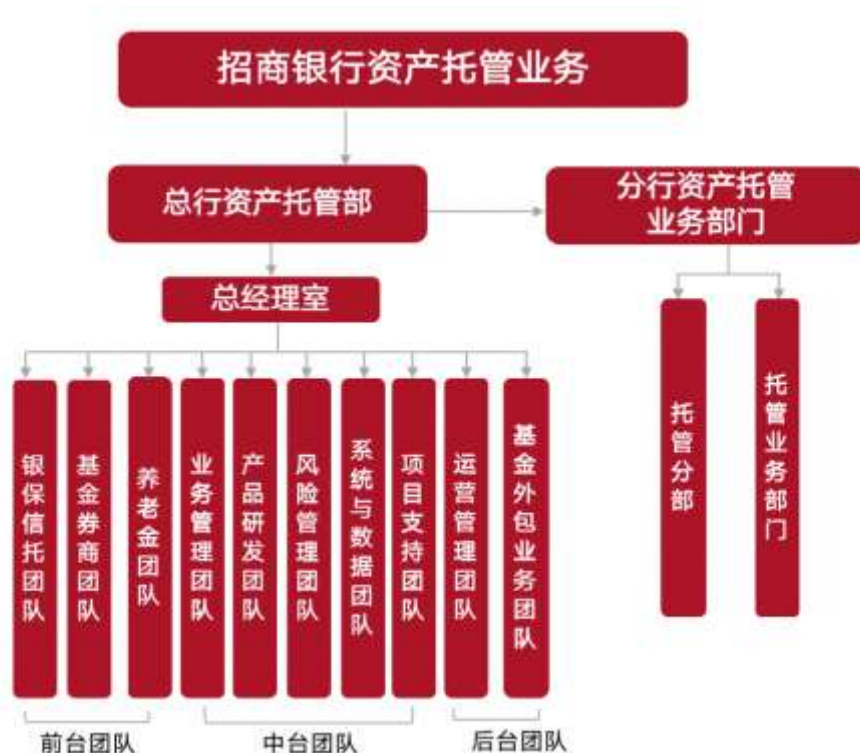 招商银行资产托管业务
总行资产托管部
分行资产托管
业务部门
总经理室
银保信托团队
基金券商团队
养老金团队
业务管理团队
产品研发团队
风险管理团队
系统与数据团队
项目支持团队
运营管理团队
基金外包业务团队
托管分部
托管业务部门
前台团队
中台团队
后台团队